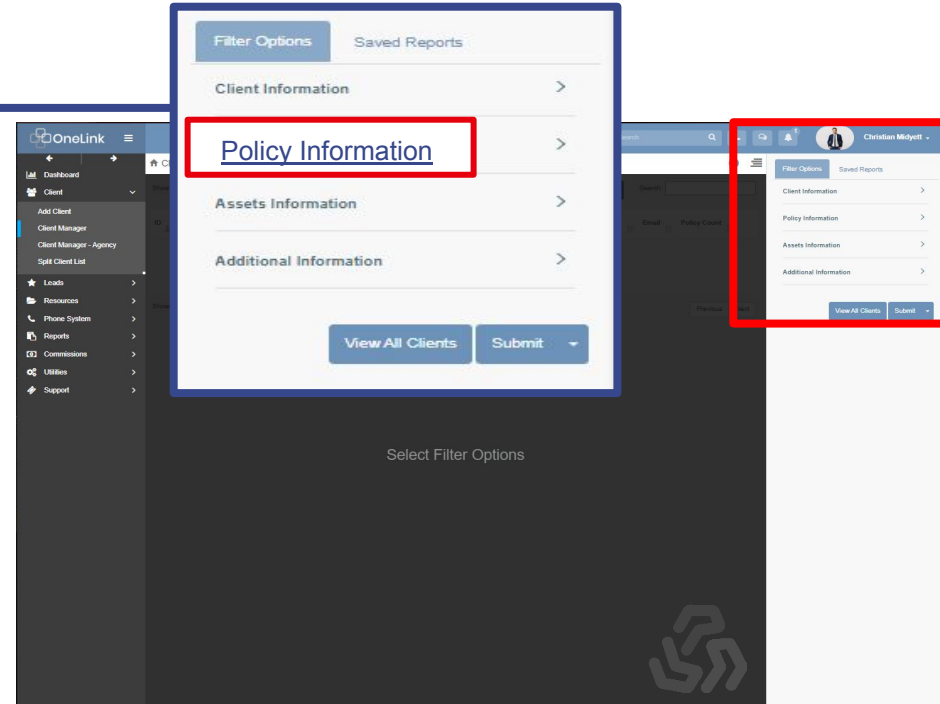 Filter Options Saved Reports
Client Information
Policy Information
Assets Information
Additional Information
View All Clients Submit
OneLink
Search
Christian Midyett
Dashboard
Client
Add Client
Client Manager
Client Manager - Agency
Split Client List
Leads
Resources
Phone System
Reports
Commissions
Utilities
Support
ID
Search
Email Policy Count
Previous
Select Filter Options
Filter Options Saved Reports
Client Information
Policy Information
Assets Information
Additional Information
View All Clients Submit